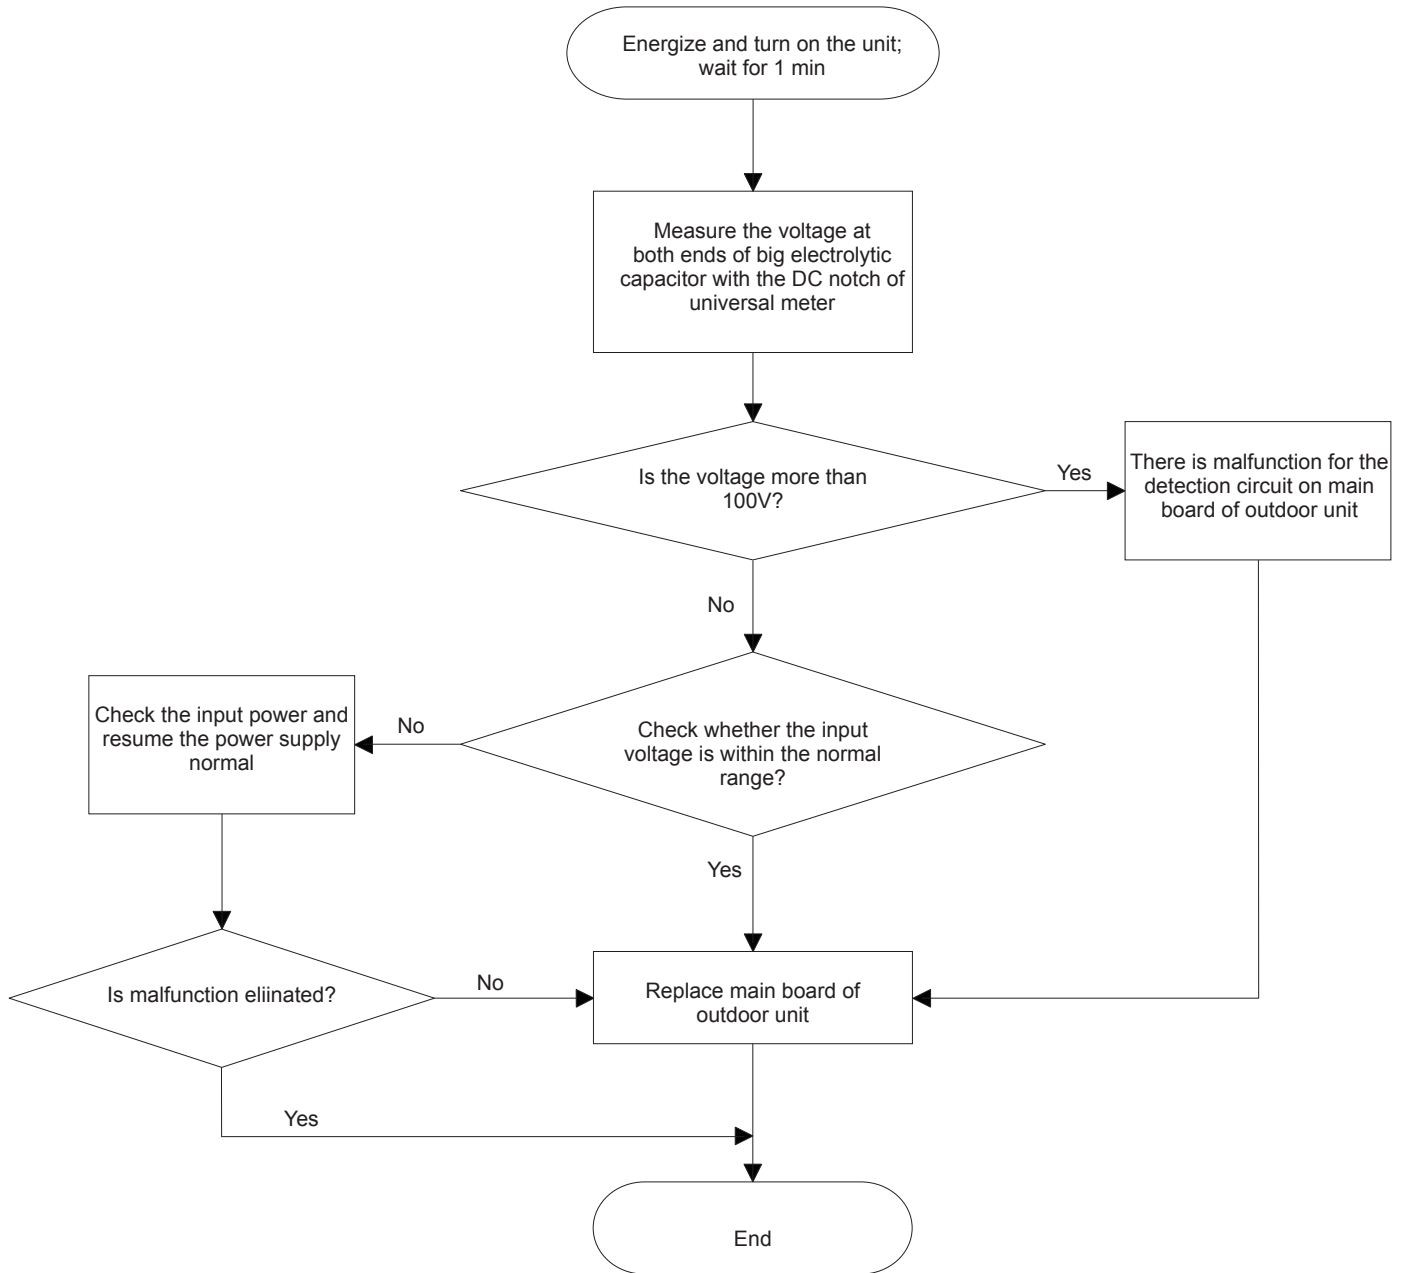 Energize and turn on the unit;
wait for 1 min
Measure the voltage at
both ends of big electrolytic
capacitor with the DC notch of
universal meter
Is the voltage more than
100V?
Yes
There is malfunction for the
detection circuit on main
board of outdoor unit
No
Check whether the input
voltage is within the normal
range?
No
Check the input power and
resume the power supply
normal
Yes
Is malfunction eliinated?
No
Replace main board of
outdoor unit
Yes
End